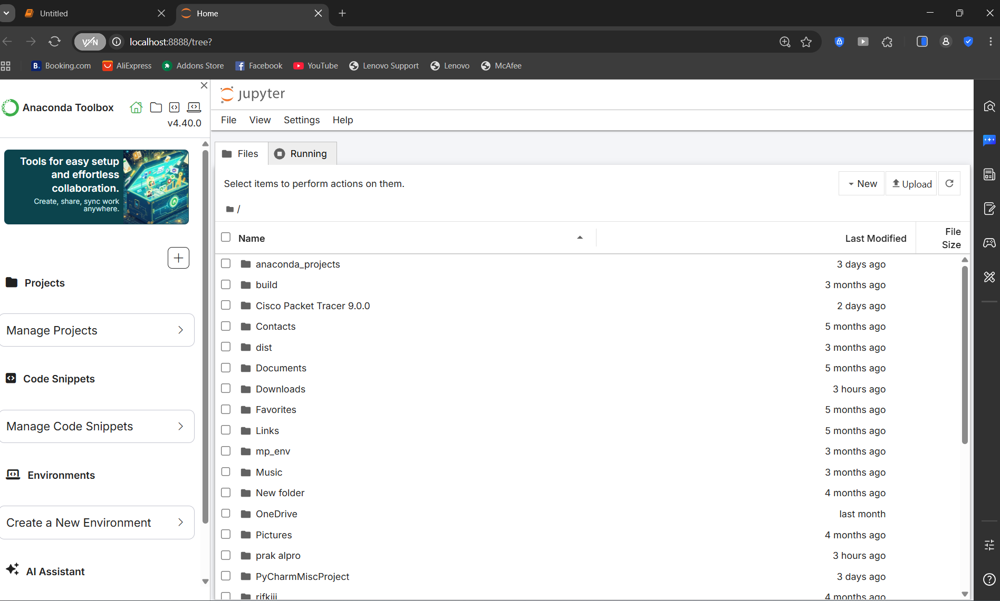 Untitled
Home
VPN
localhost:8888/tree?
B. Booking.com
AliExpress
Addons Store
Facebook
YouTube
Lenovo Support
Lenovo
McAfee
Anaconda Toolbox
v4.40.0
Tools for easy setup
and effortless
collaboration.
Create, share, sync work
anywhere.
Projects
Manage Projects
Code Snippets
Manage Code Snippets
Environments
Create a New Environment
AI Assistant
jupyter
File View Settings Help
Files
Running
Select items to perform actions on them.
New
Upload
/
Name
Last Modified
File
Size
anaconda_projects 3 days ago
build 3 months ago
Cisco Packet Tracer 9.0.0 2 days ago
Contacts 5 months ago
dist 3 months ago
Documents 5 months ago
Downloads 3 hours ago
Favorites 5 months ago
Links 5 months ago
mp_env 3 months ago
Music 3 months ago
New folder 4 months ago
OneDrive last month
Pictures 4 months ago
prak alpro 3 hours ago
PyCharmMiscProject 3 days ago
4 months ago